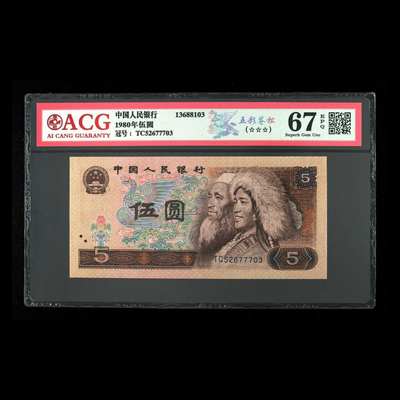 ACG
AI CANG GUARANTY
中国人民银行 13688103
1980年伍圆
冠号：TC52677703
五彩苍松
(☆☆☆)
67 EPQ
Superb Gem Unc
中国人民银行
5
伍圆
TC52677703
5
5